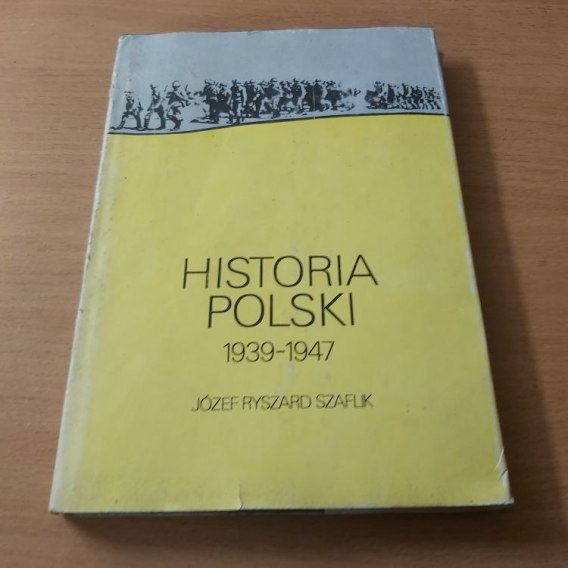 HISTORIA
POLSKI
1939-1947
JÓZEF RYSZARD SZAFLIK